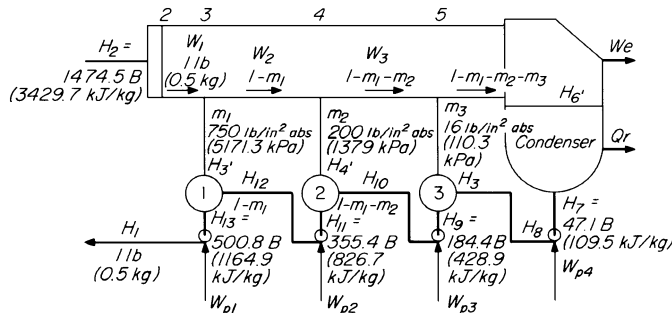 2 3 4 5
H2 =
1474.5 B
(3429.7 kJ/kg)
W1
1 lb
(0.5 kg)
W2
1-m1
W3
1-m1-m2
1-m1-m2-m3
We
H6'
Condenser
Qr
m1
750 lb/in² abs
(5171.3 kPa)
H3'
m2
200 lb/in² abs
(1379 kPa)
H4'
m3
16 lb/in² abs
(110.3
kPa)
1
H12
1-m1
2
H10
1-m1-m2
3
H3
H1
1 lb
(0.5 kg)
H13 =
500.8 B
(1164.9
kJ/kg)
H11 =
355.4 B
(826.7
kJ/kg)
H9 =
184.4 B
(428.9
kJ/kg)
H8
H7 =
47.1 B
(109.5 kJ/kg)
Wp1
Wp2
Wp3
Wp4